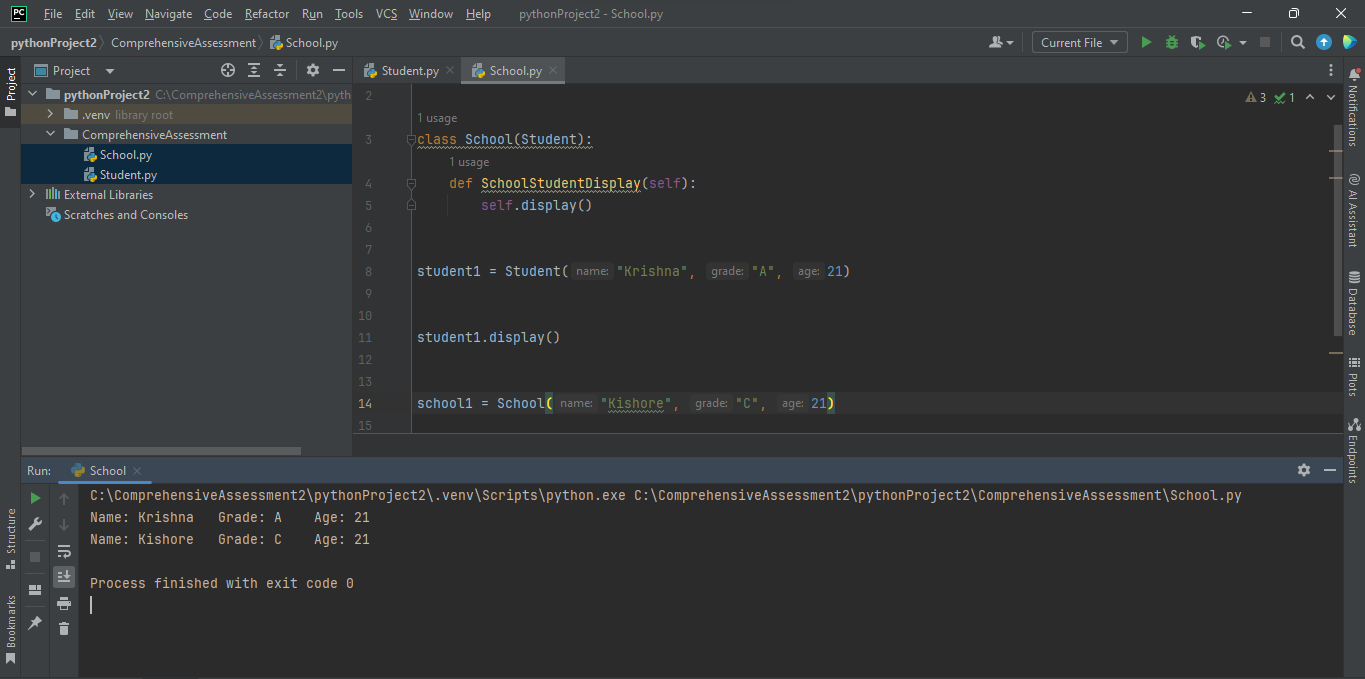 PC File Edit View Navigate Code Refactor Run Tools VCS Window Help pythonProject2 - School.py
pythonProject2 ComprehensiveAssessment School.py Current File
Project
Project
Student.py School.py
pythonProject2 C:\ComprehensiveAssessment2\pyth
.venv library root
ComprehensiveAssessment
School.py
Student.py
External Libraries
Scratches and Consoles
3 1
2
1 usage
3 class School(Student):
1 usage
4 def SchoolStudentDisplay(self):
5 self.display()
6
7
8 student1 = Student( name: "Krishna", grade: "A", age: 21)
9
10
11 student1.display()
12
13
14 school1 = School( name: "Kishore", grade: "C", age: 21)
15
Notifications
AI Assistant
Database
Plots
Endpoints
Run: School
C:\ComprehensiveAssessment2\pythonProject2\.venv\Scripts\python.exe C:\ComprehensiveAssessment2\pythonProject2\ComprehensiveAssessment\School.py
Name: Krishna Grade: A Age: 21
Name: Kishore Grade: C Age: 21
Process finished with exit code 0
Structure
Bookmarks